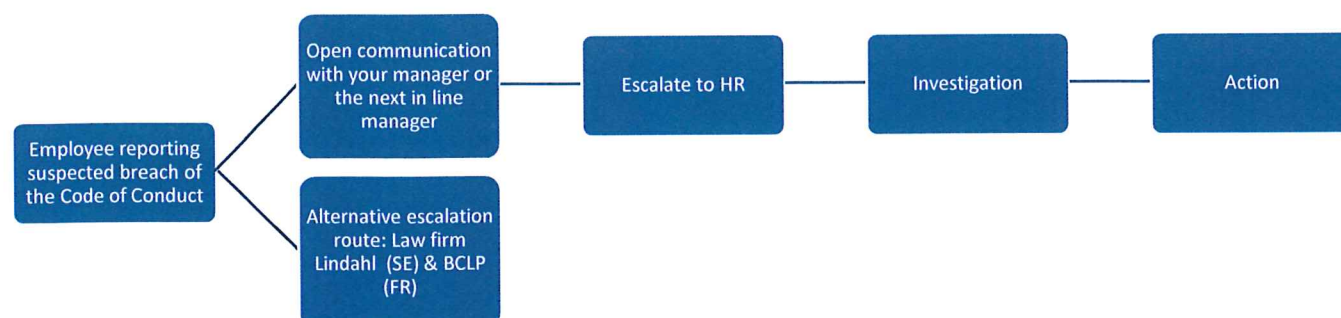 Employee reporting
suspected breach of
the Code of Conduct
Open communication
with your manager or
the next in line
manager
Escalate to HR
Investigation
Action
Alternative escalation
route: Law firm
Lindahl (SE) & BCLP
(FR)